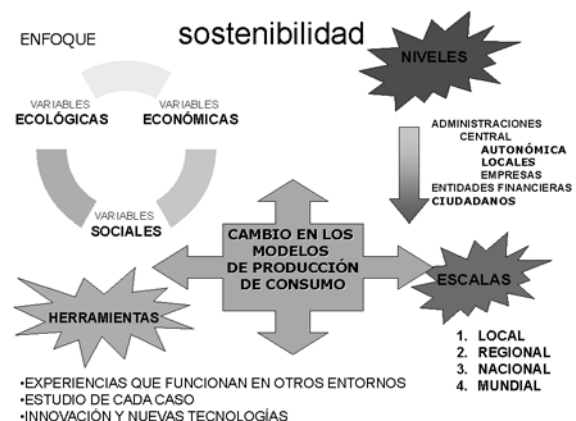 sostenibilidad
ENFOQUE
VARIABLES
ECOLÓGICAS
VARIABLES
ECONÓMICAS
VARIABLES
SOCIALES
NIVELES
ADMINISTRACIONES
CENTRAL
AUTONÓMICA
LOCALES
EMPRESAS
ENTIDADES FINANCIERAS
CIUDADANOS
CAMBIO EN LOS
MODELOS
DE PRODUCCIÓN
DE CONSUMO
HERRAMIENTAS
•EXPERIENCIAS QUE FUNCIONAN EN OTROS ENTORNOS
•ESTUDIO DE CADA CASO
•INNOVACIÓN Y NUEVAS TECNOLOGÍAS
ESCALAS
1. LOCAL
2. REGIONAL
3. NACIONAL
4. MUNDIAL